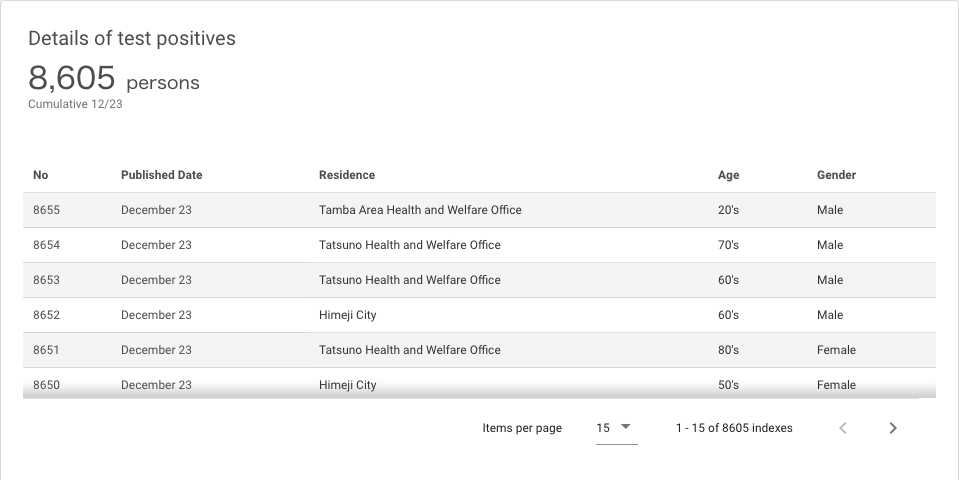 Details of test positives
8,605 persons
Cumulative 12/23
No Published Date Residence Age Gender
8655 December 23 Tamba Area Health and Welfare Office 20's Male
8654 December 23 Tatsuno Health and Welfare Office 70's Male
8653 December 23 Tatsuno Health and Welfare Office 60's Male
8652 December 23 Himeji City 60's Male
8651 December 23 Tatsuno Health and Welfare Office 80's Female
8650 December 23 Himeji City 50's Female
Items per page 15 1 - 15 of 8605 indexes